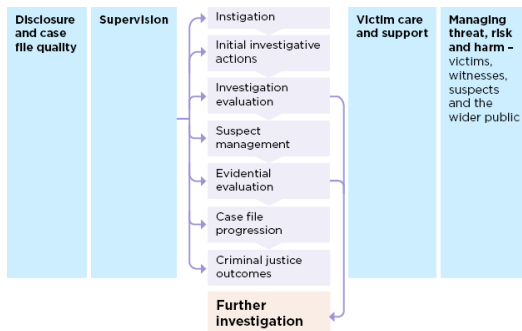 Disclosure
and case
file quality
Supervision
Instigation
Initial investigative
actions
Investigation
evaluation
Suspect
management
Evidential
evaluation
Case file
progression
Criminal justice
outcomes
Further
investigation
Victim care
and support
Managing
threat, risk
and harm –
victims,
witnesses,
suspects
and the
wider public